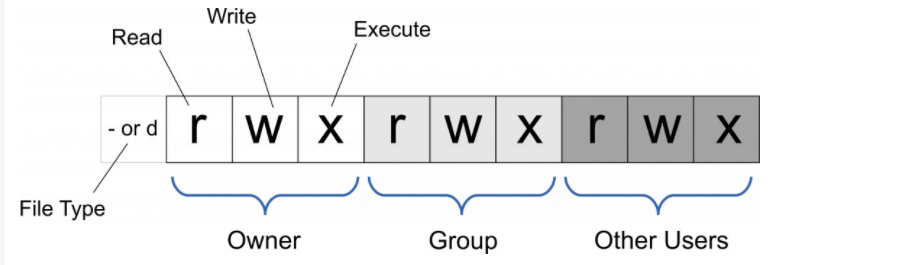 Write
Read
Execute
- or d r w x r w x r w x
File Type
Owner Group Other Users